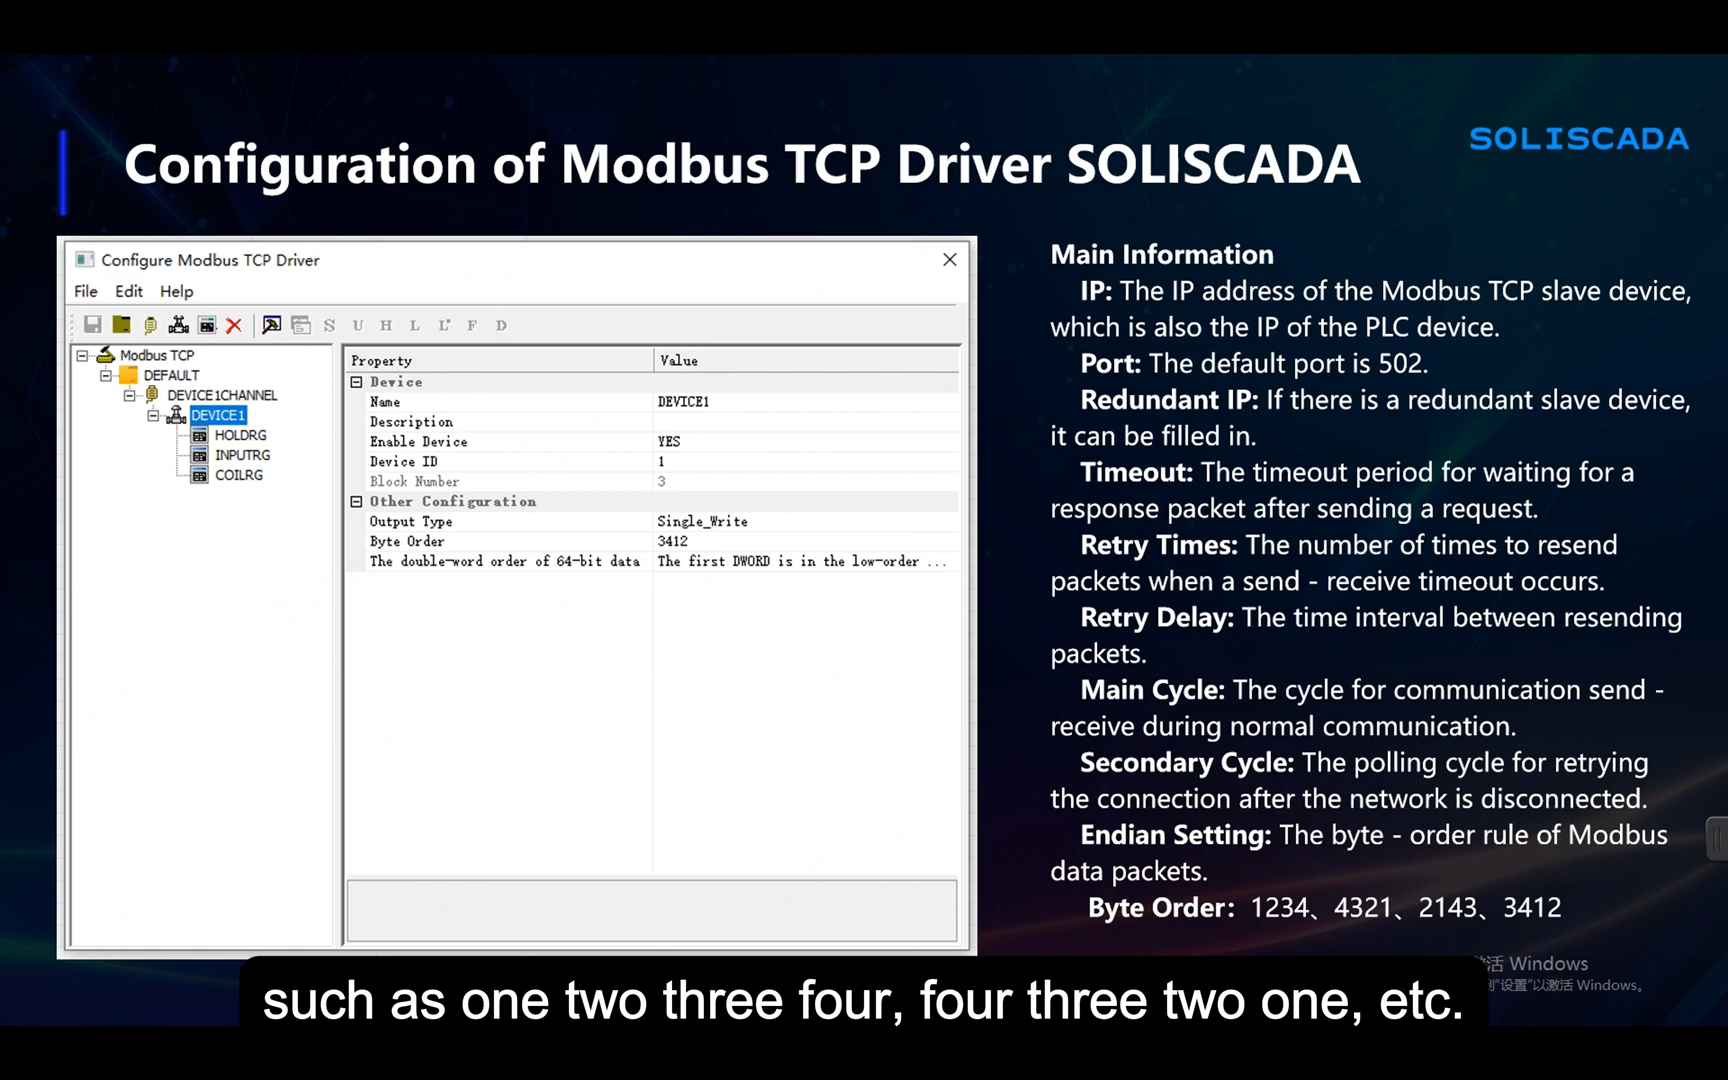 SOLISCADA
Configuration of Modbus TCP Driver SOLISCADA
Configure Modbus TCP Driver
File Edit Help
S U H L L* F D
Modbus TCP
DEFAULT
DEVICE1CHANNEL
DEVICE1
HOLDRG
INPUTRG
COILRG
Property Value
Device
Name DEVICE1
Description
Enable Device YES
Device ID 1
Block Number 3
Other Configuration
Output Type Single_Write
Byte Order 3412
The double-word order of 64-bit data The first DWORD is in the low-order ...
Main Information
IP: The IP address of the Modbus TCP slave device,
which is also the IP of the PLC device.
Port: The default port is 502.
Redundant IP: If there is a redundant slave device,
it can be filled in.
Timeout: The timeout period for waiting for a
response packet after sending a request.
Retry Times: The number of times to resend
packets when a send - receive timeout occurs.
Retry Delay: The time interval between resending
packets.
Main Cycle: The cycle for communication send -
receive during normal communication.
Secondary Cycle: The polling cycle for retrying
the connection after the network is disconnected.
Endian Setting: The byte - order rule of Modbus
data packets.
Byte Order：1234、4321、2143、3412
活 Windows
到"设置"以激活 Windows。
such as one two three four, four three two one, etc.